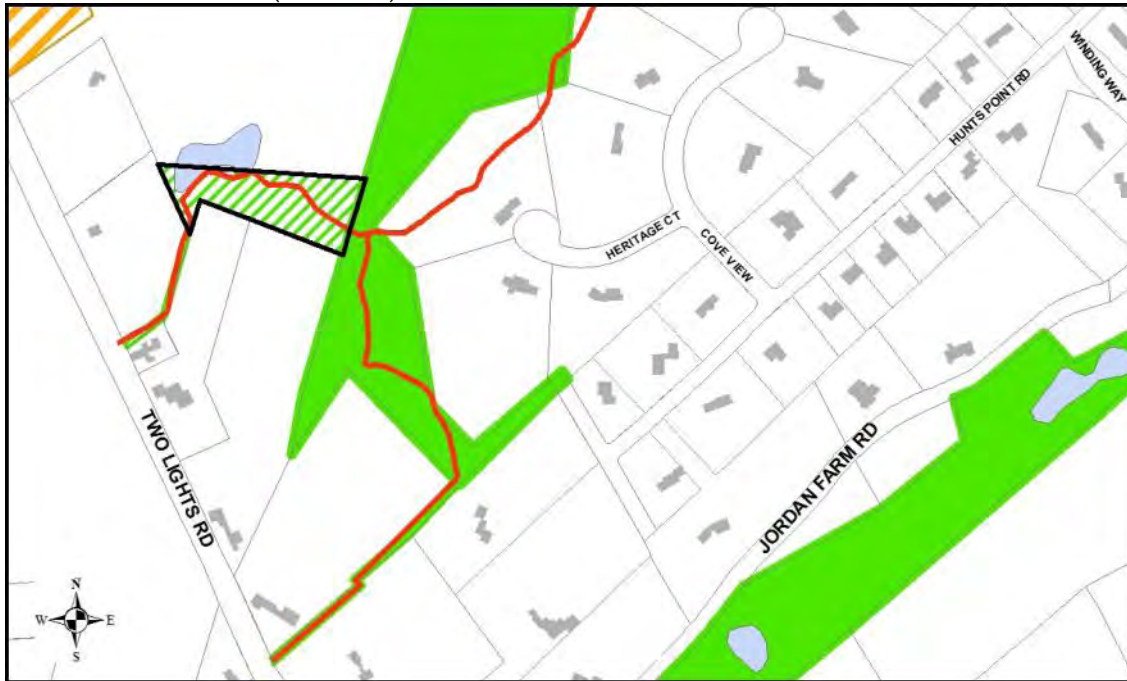 WINDING WAY
HUNTS POINT RD
HERITAGE CT
COVE VIEW
TWO LIGHTS RD
JORDAN FARM RD
N
W E
S